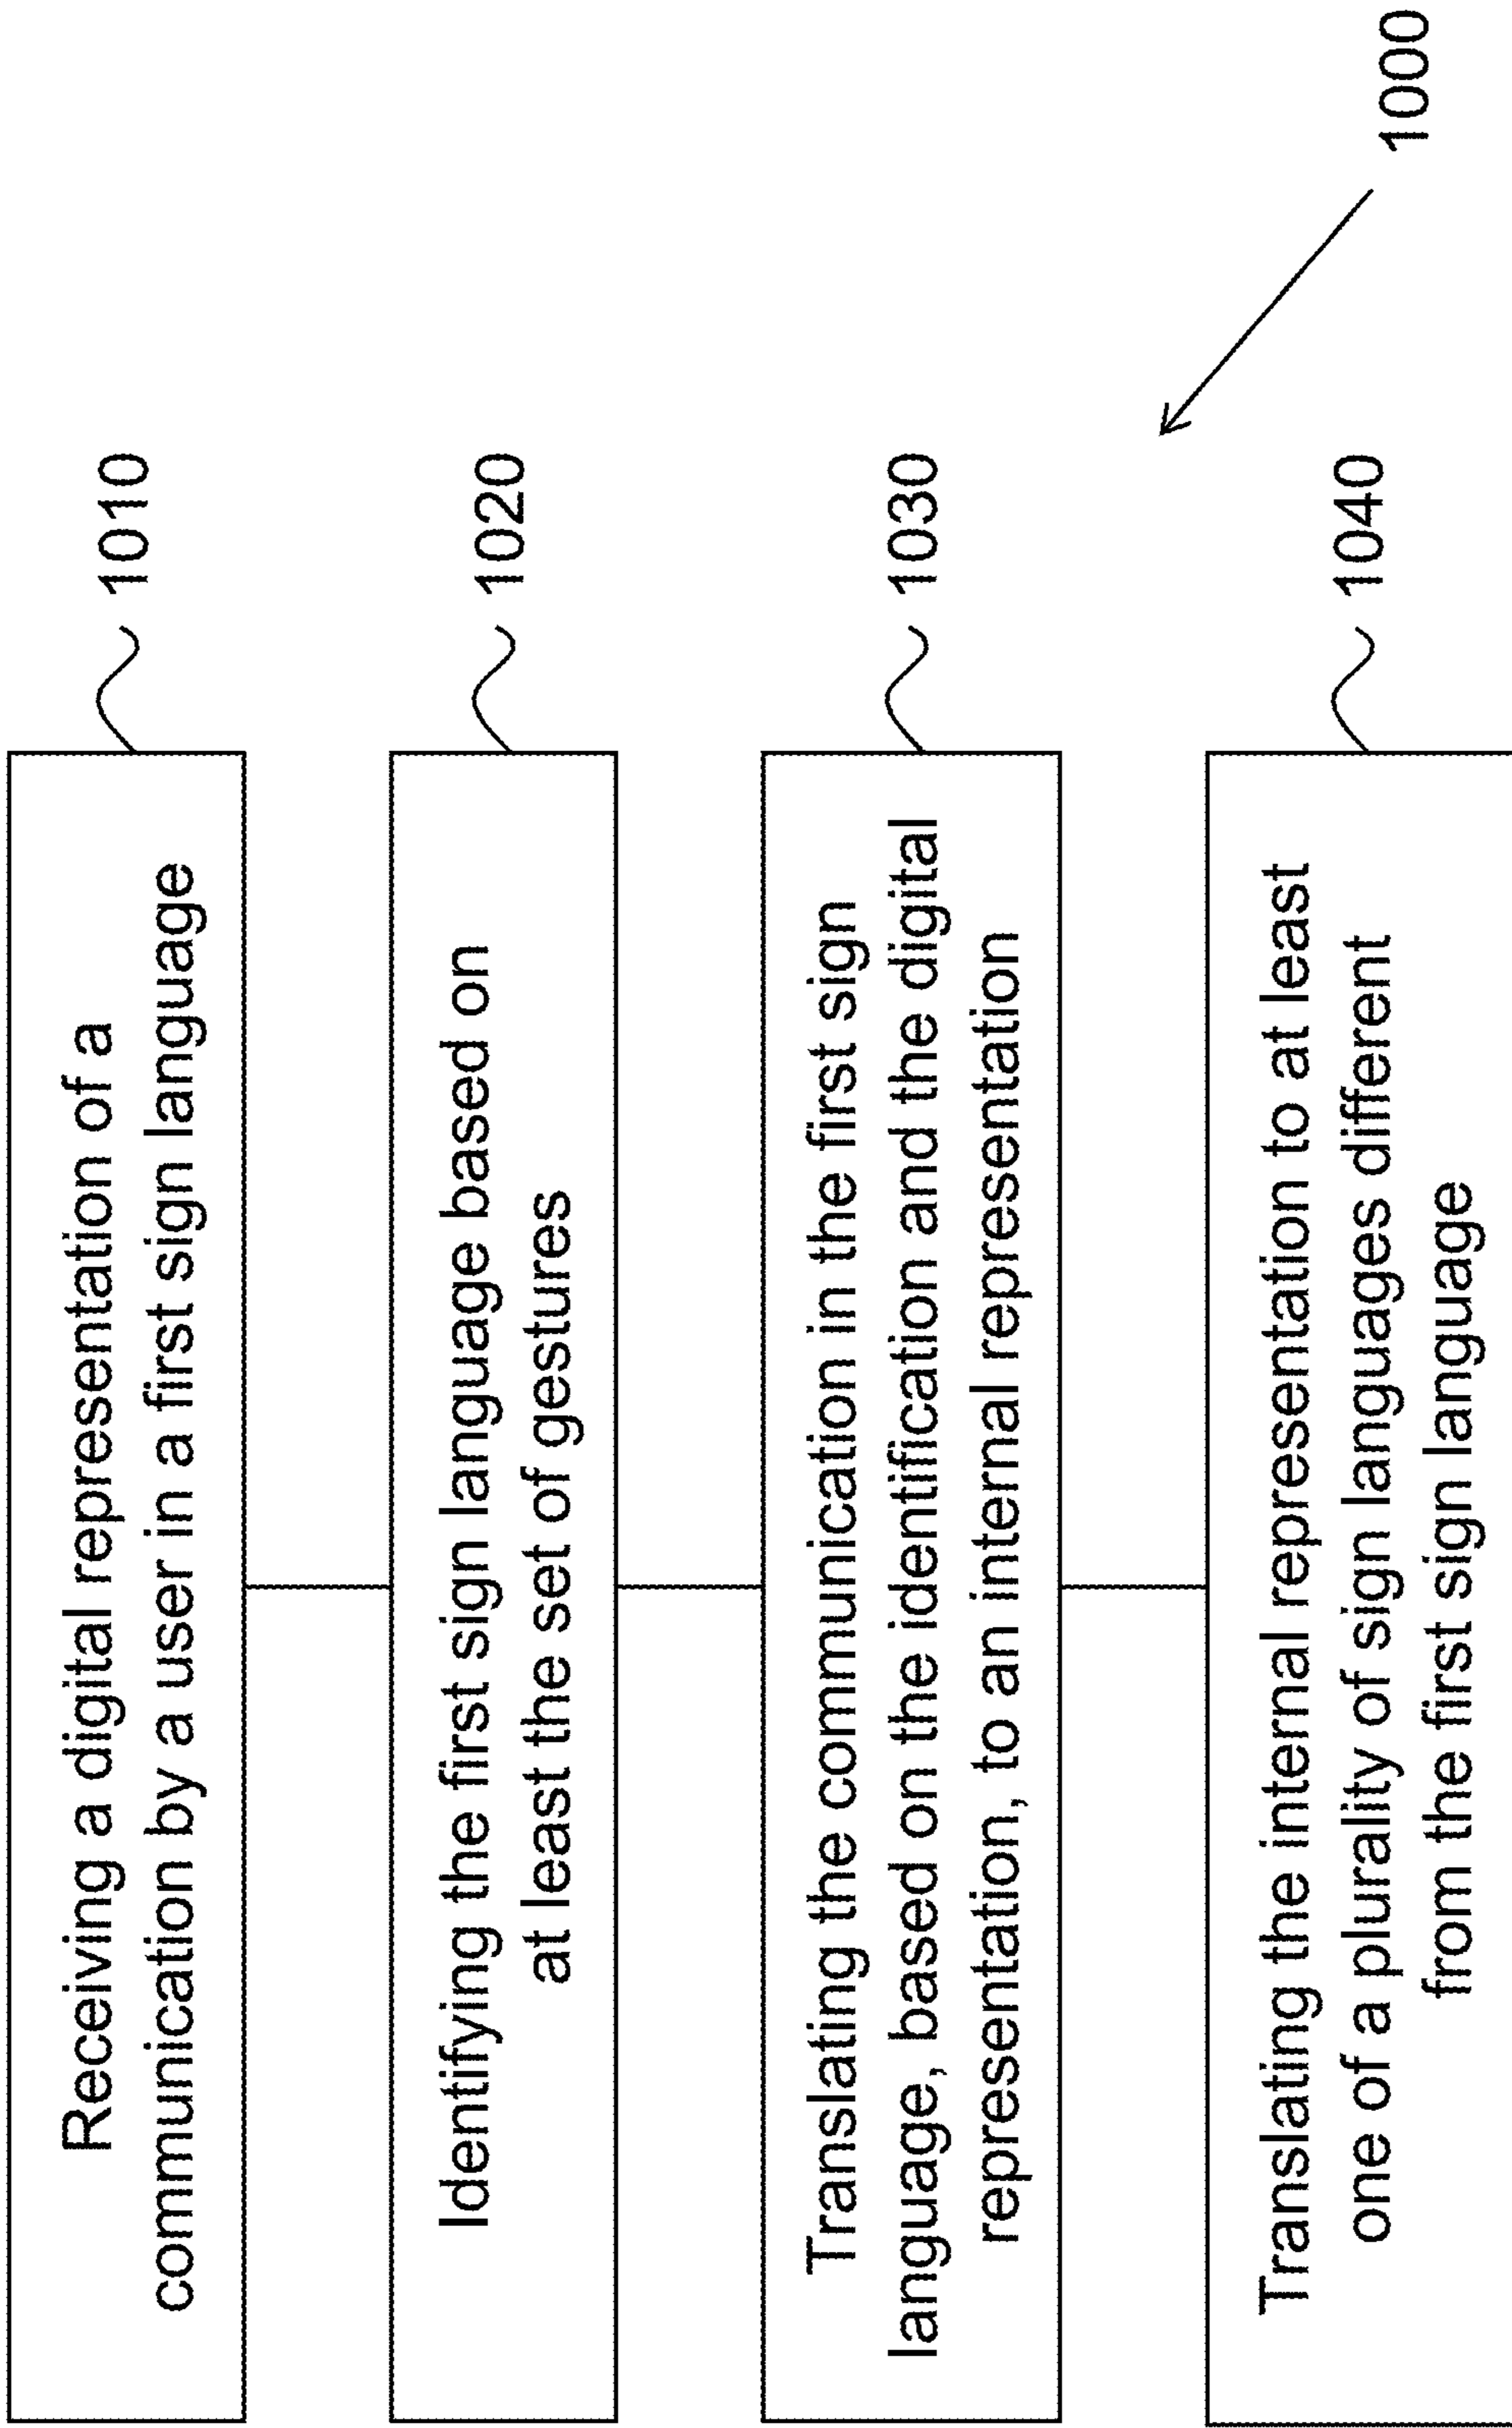 Receiving a digital representation of a
communication by a user in a first sign language
1010
Identifying the first sign language based on
at least the set of gestures
1020
Translating the communication in the first sign
language, based on the identification and the digital
representation, to an internal representation
1030
Translating the internal representation to at least
one of a plurality of sign languages different
from the first sign language
1040
1000